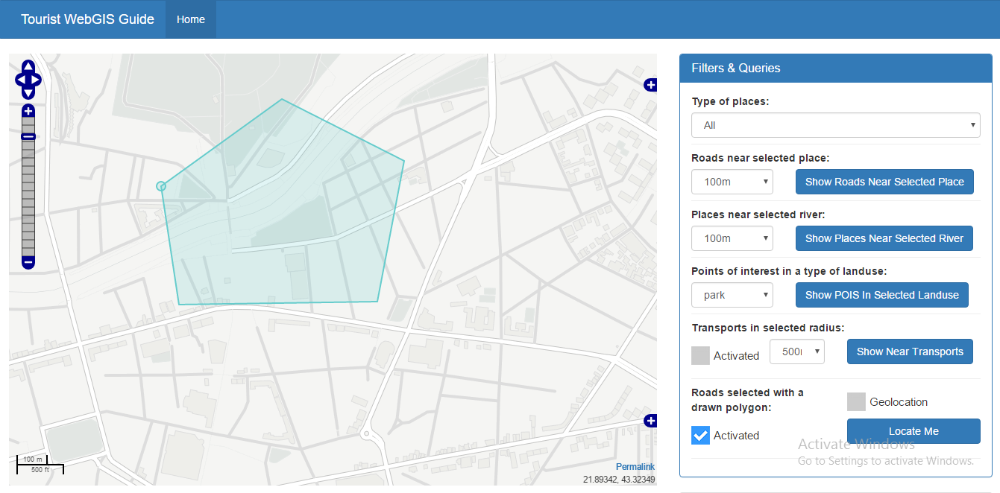 Tourist WebGIS Guide Home
Filters & Queries
Type of places:
All
Roads near selected place:
100m Show Roads Near Selected Place
Places near selected river:
100m Show Places Near Selected River
Points of interest in a type of landuse:
park Show POIS In Selected Landuse
Transports in selected radius:
Activated Show Near Transports
Roads selected with a
drawn polygon:
Geolocation
Activated
Locate Me
Activate Windows
Go to Settings to activate Windows.
100 m
500 ft
Permalink
21.89342, 43.32349